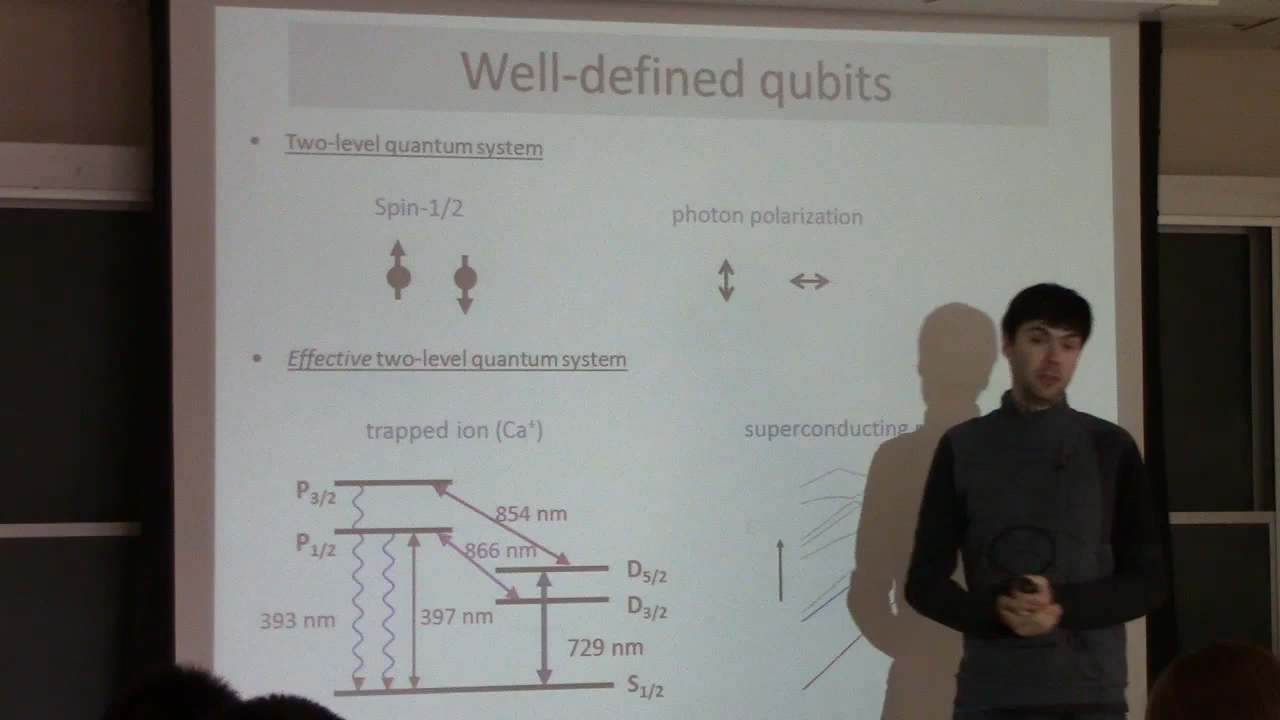 Well-defined qubits
• Two-level quantum system
Spin-1/2
photon polarization
• Effective two-level quantum system
trapped ion (Ca⁺)
superconducting
P3/2
854 nm
P1/2
866 nm
D5/2
D3/2
393 nm
397 nm
729 nm
S1/2